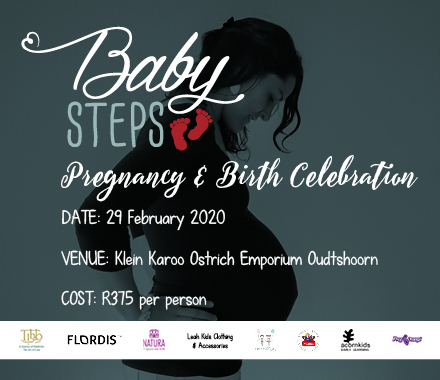 Baby
STEPS
Pregnancy & Birth Celebration
DATE: 29 February 2020
VENUE: Klein Karoo Ostrich Emporium Oudtshoorn
COST: R375 per person
Tibb
FLORDIS
NATURA
Leah Kids Clothing
& Accessories
acornkids